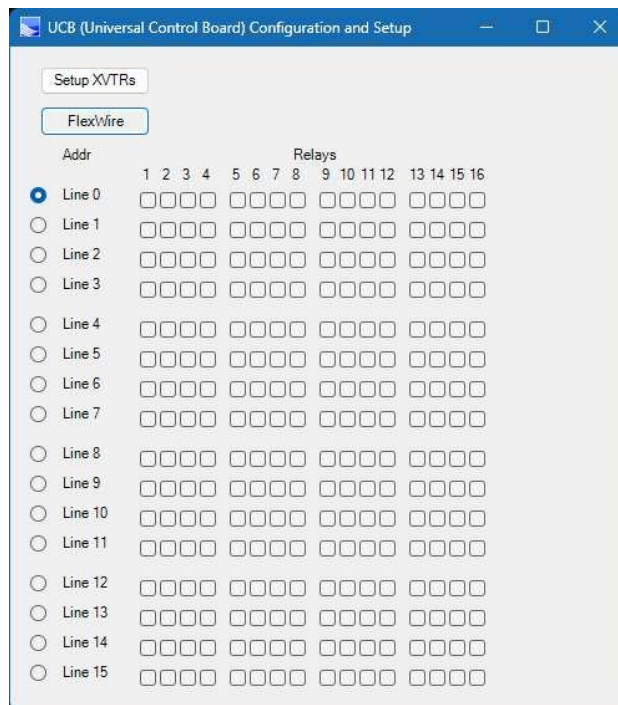 UCB (Universal Control Board) Configuration and Setup
Setup XVTRs
FlexWire
Addr Relays
1 2 3 4 5 6 7 8 9 10 11 12 13 14 15 16
Line 0
Line 1
Line 2
Line 3
Line 4
Line 5
Line 6
Line 7
Line 8
Line 9
Line 10
Line 11
Line 12
Line 13
Line 14
Line 15